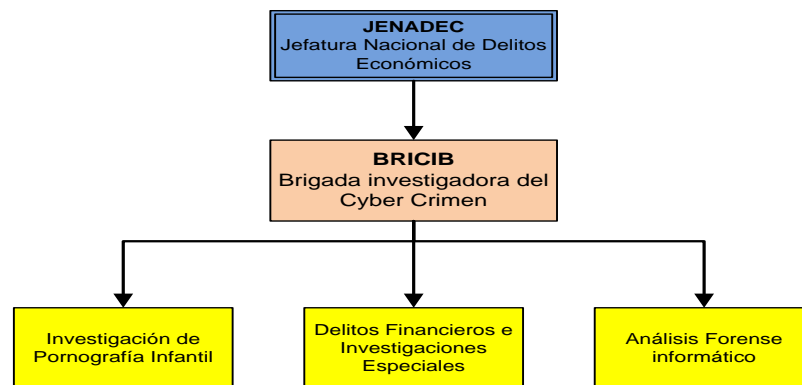 JENADEC
Jefatura Nacional de Delitos
Económicos
BRICIB
Brigada investigadora del
Cyber Crimen
Investigación de
Pornografía Infantil
Delitos Financieros e
Investigaciones
Especiales
Análisis Forense
informático